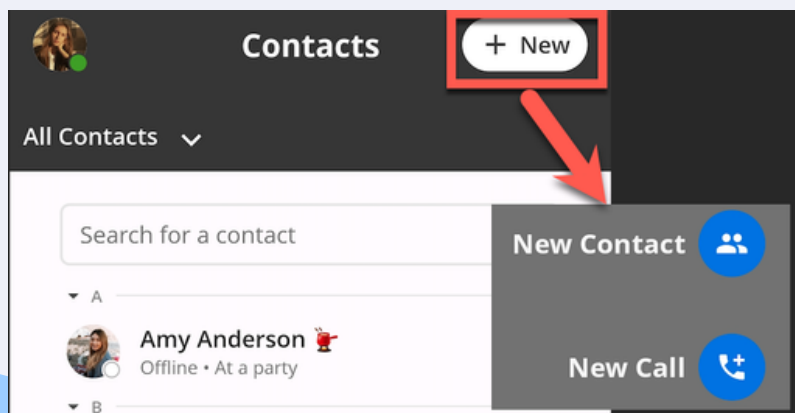 Contacts
+ New
All Contacts
Search for a contact
New Contact
A
Amy Anderson
Offline • At a party
New Call
B